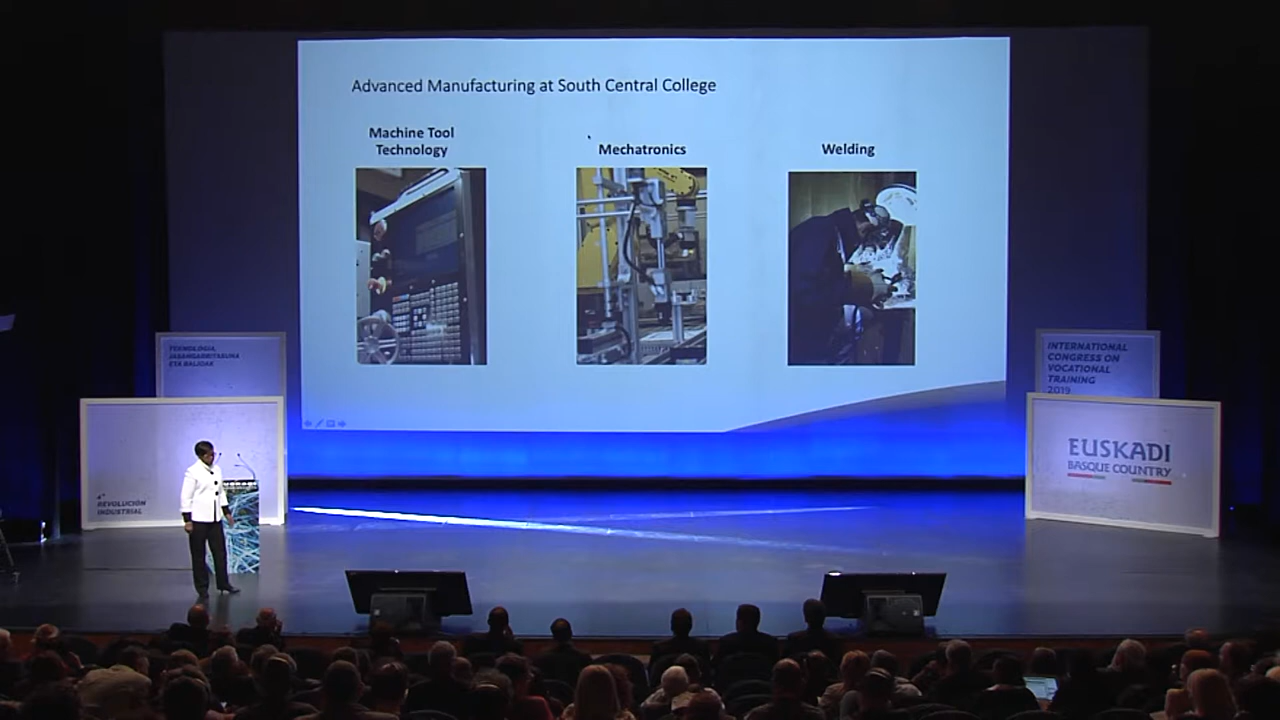 Advanced Manufacturing at South Central College
Machine Tool
Technology
Mechatronics
Welding
TEKNOLOGIA,
JASANGARRITASUNA
ETA BALIOAK
INTERNATIONAL
CONGRESS ON
VOCATIONAL
TRAINING
2019
EUSKADI
BASQUE COUNTRY
4ª REVOLUCIÓN
INDUSTRIAL